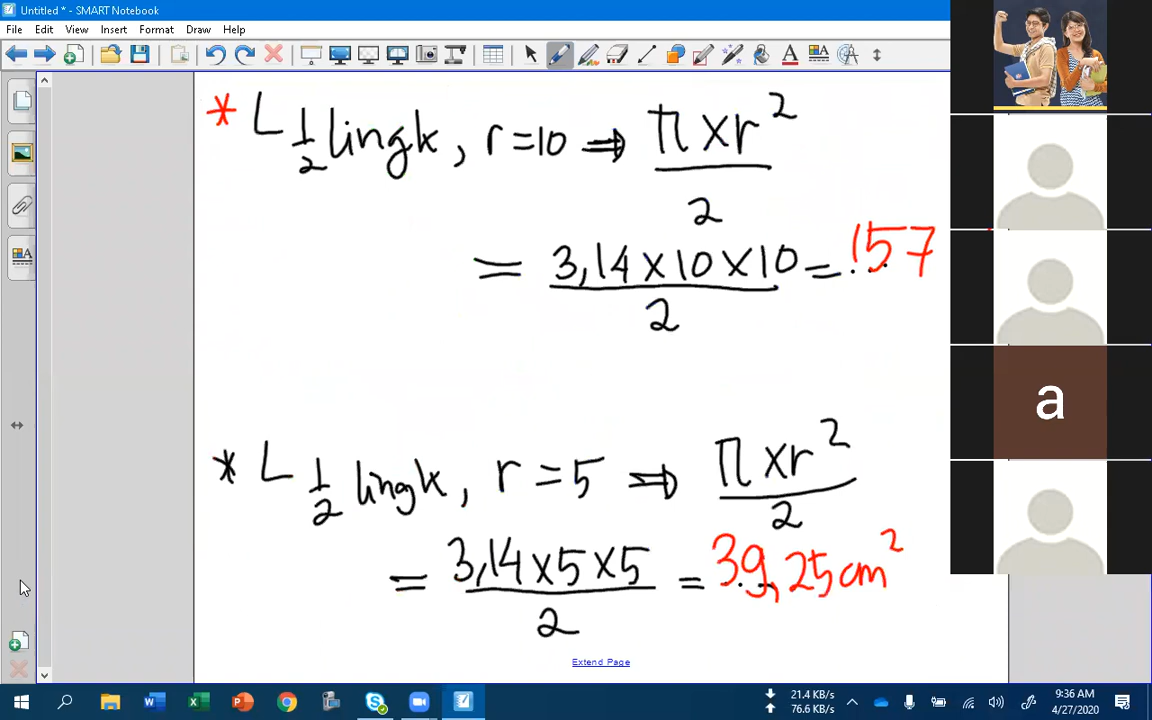 Untitled * - SMART Notebook
File Edit View Insert Format Draw Help
* L 1/2 lingk, r=10 ⇒ π x r²
2
= 3,14 x 10 x 10 = ... 157
2
* L 1/2 lingk, r = 5 ⇒ π x r²
2
= 3,14 x 5 x 5 = ... 39,25 cm²
2
a
Extend Page
21.4 KB/s
76.6 KB/s
9:36 AM
4/27/2020